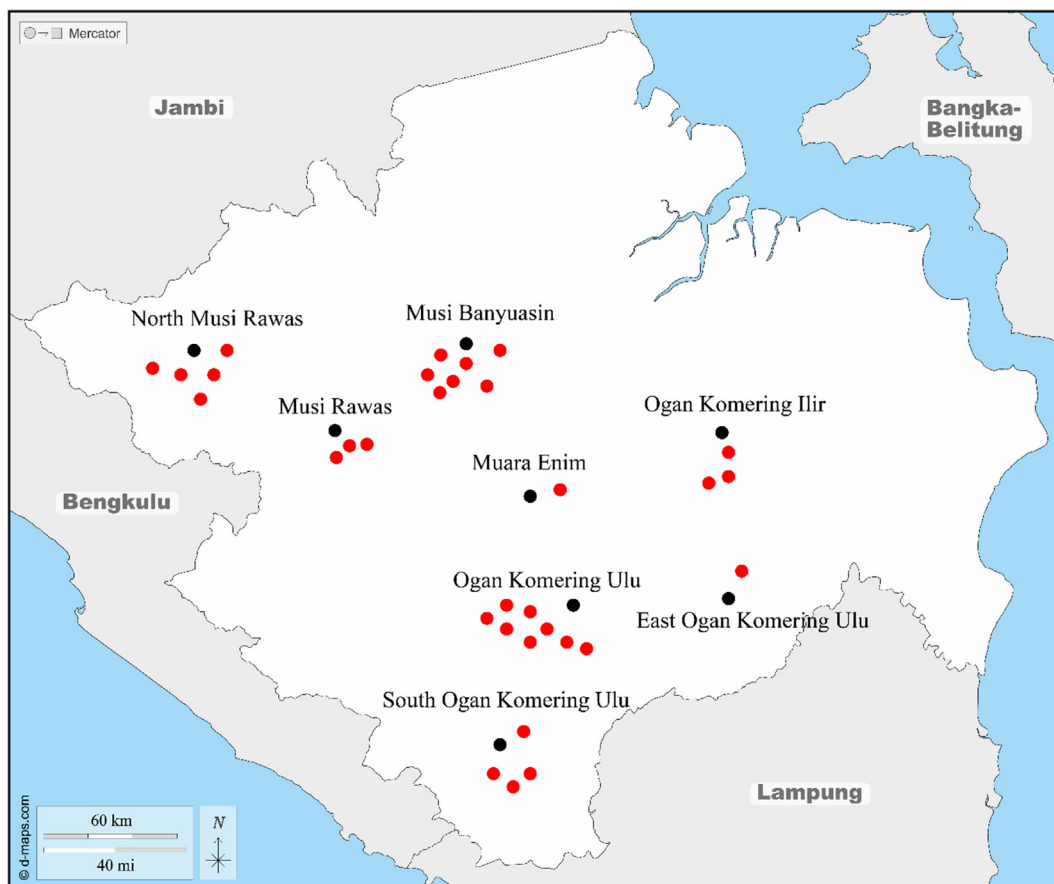 Mercator
Jambi
Bangka-
Belitung
North Musi Rawas
Musi Banyuasin
Musi Rawas
Ogan Komering Ilir
Muara Enim
Bengkulu
Ogan Komering Ulu
East Ogan Komering Ulu
South Ogan Komering Ulu
Lampung
© d-maps.com
60 km
40 mi
N